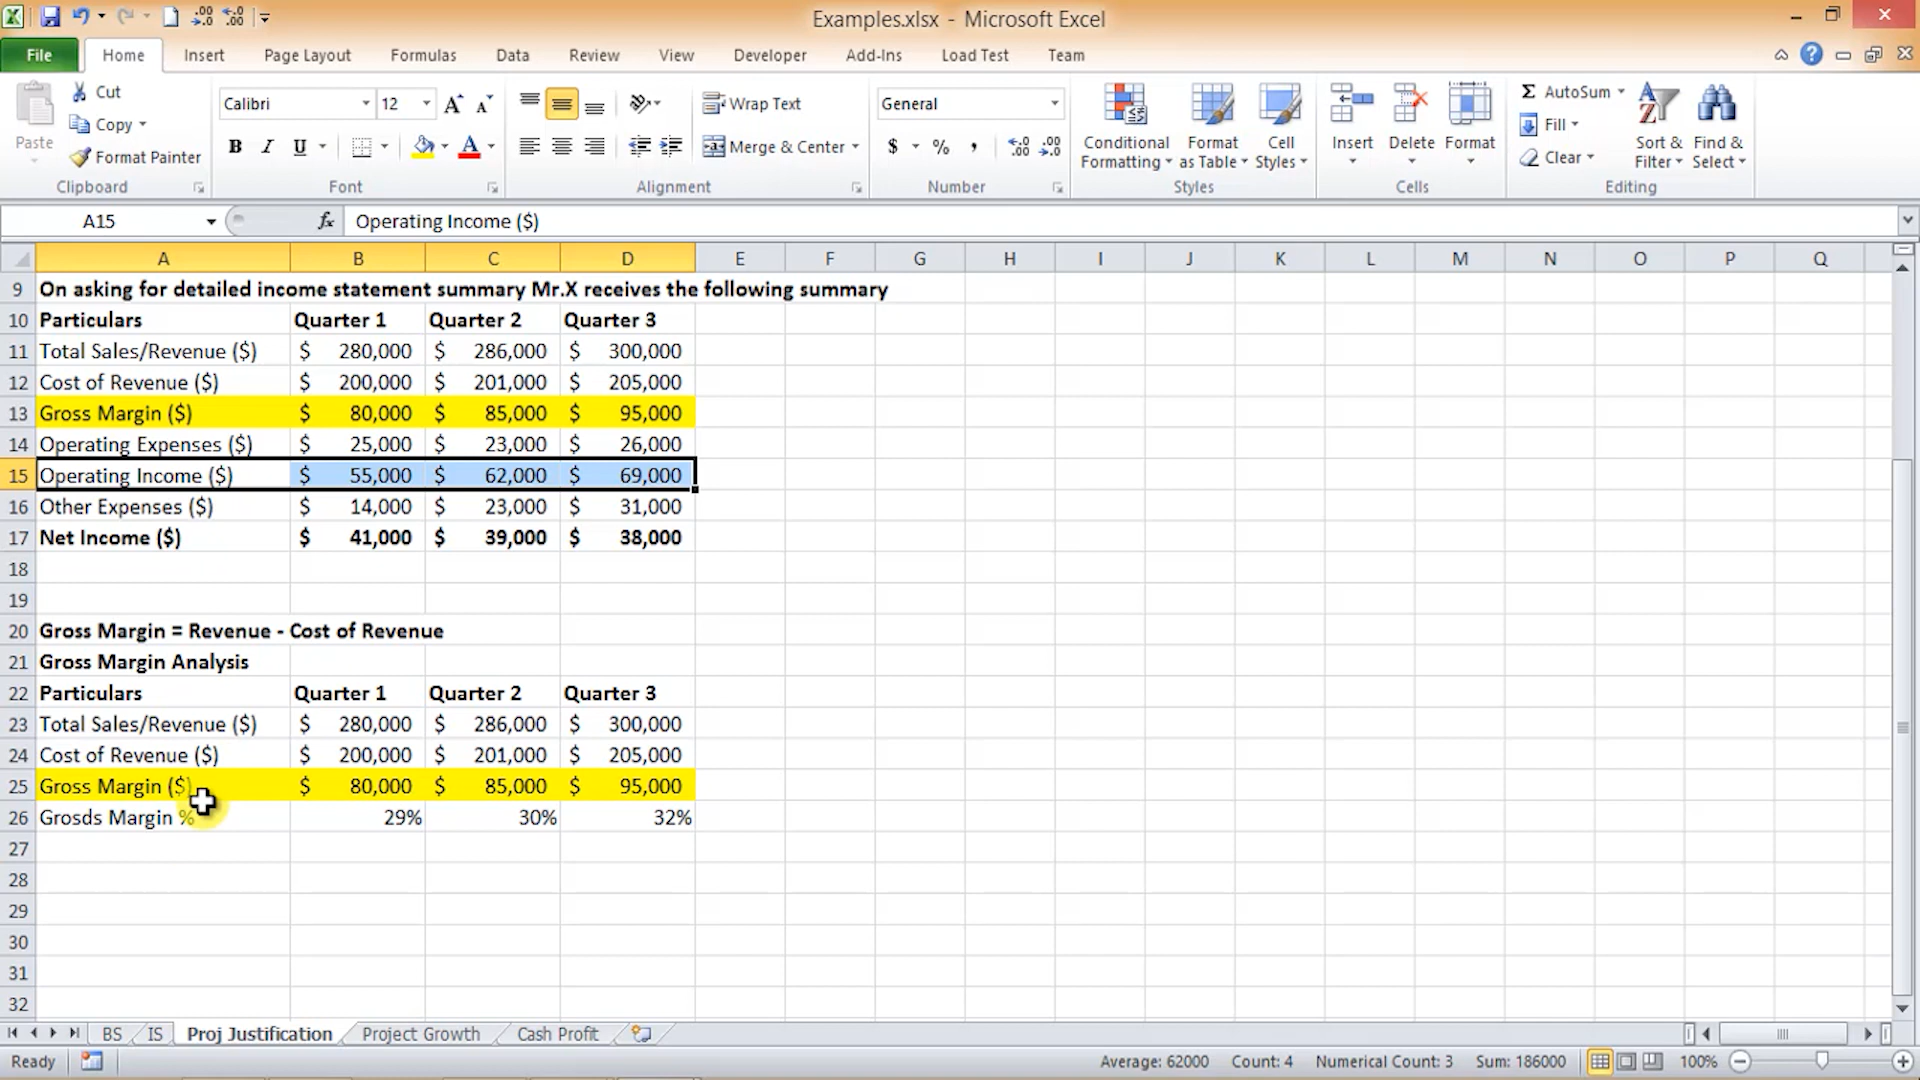 Examples.xlsx - Microsoft Excel
File Home Insert Page Layout Formulas Data Review View Developer Add-Ins Load Test Team
Paste
Cut
Copy
Format Painter
Clipboard
Calibri 12
B I U
Font
Wrap Text
Merge & Center
Alignment
General
$ % ,
Number
Conditional Formatting
Format as Table
Cell Styles
Styles
Insert Delete Format
Cells
Σ AutoSum
Fill
Clear
Sort & Filter
Find & Select
Editing
A15 fx Operating Income ($)
A B C D E F G H I J K L M N O P Q
9 On asking for detailed income statement summary Mr.X receives the following summary
10 Particulars Quarter 1 Quarter 2 Quarter 3
11 Total Sales/Revenue ($) $ 280,000 $ 286,000 $ 300,000
12 Cost of Revenue ($) $ 200,000 $ 201,000 $ 205,000
13 Gross Margin ($) $ 80,000 $ 85,000 $ 95,000
14 Operating Expenses ($) $ 25,000 $ 23,000 $ 26,000
15 Operating Income ($) $ 55,000 $ 62,000 $ 69,000
16 Other Expenses ($) $ 14,000 $ 23,000 $ 31,000
17 Net Income ($) $ 41,000 $ 39,000 $ 38,000
18
19
20 Gross Margin = Revenue - Cost of Revenue
21 Gross Margin Analysis
22 Particulars Quarter 1 Quarter 2 Quarter 3
23 Total Sales/Revenue ($) $ 280,000 $ 286,000 $ 300,000
24 Cost of Revenue ($) $ 200,000 $ 201,000 $ 205,000
25 Gross Margin ($) $ 80,000 $ 85,000 $ 95,000
26 Grosds Margin % 29% 30% 32%
27
28
29
30
31
32
BS IS Proj Justification Project Growth Cash Profit
Ready Average: 62000 Count: 4 Numerical Count: 3 Sum: 186000 100%